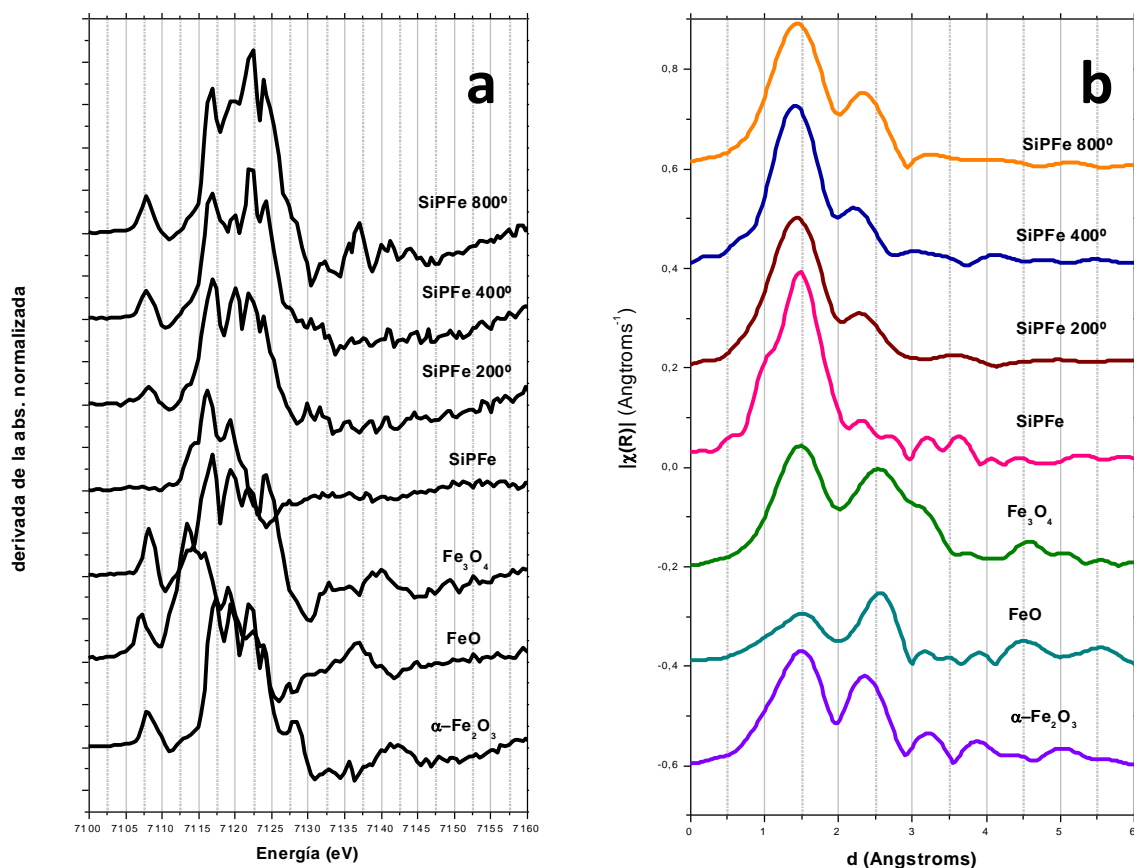 a
derivada de la abs. normalizada
SiPFe 800º
SiPFe 400º
SiPFe 200º
SiPFe
Fe₃O₄
FeO
α–Fe₂O₃
7100 7105 7110 7115 7120 7125 7130 7135 7140 7145 7150 7155 7160
Energía (eV)
b
|χ(R)| (Angtroms⁻¹)
0,8
0,6
0,4
0,2
0,0
-0,2
-0,4
-0,6
SiPFe 800º
SiPFe 400º
SiPFe 200º
SiPFe
Fe₃O₄
FeO
α–Fe₂O₃
0 1 2 3 4 5 6
d (Angstroms)